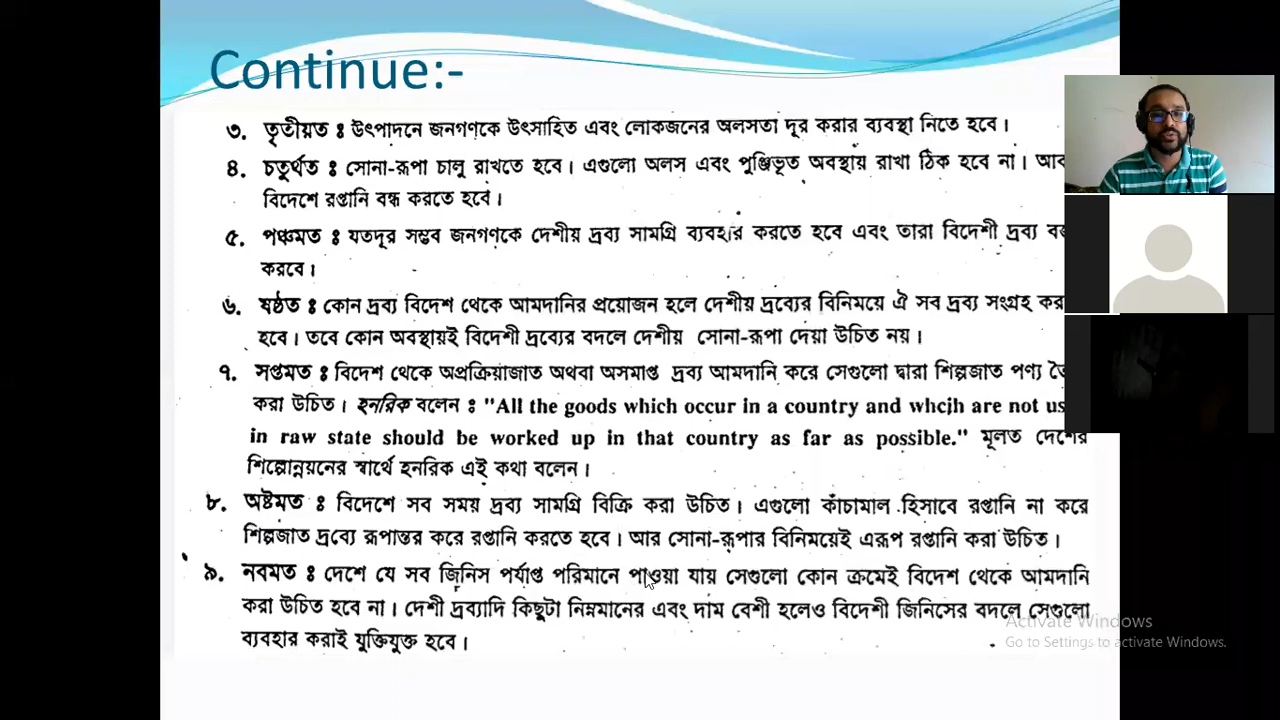 Continue:-
৩. তৃতীয়ত ঃ উৎপাদনে জনগণকে উৎসাহিত এবং লোকজনের অলসতা দূর করার ব্যবস্থা নিতে হবে।
৪. চতুর্থত ঃ সোনা-রূপা চালু রাখতে হবে। এগুলো অলস এবং পুঞ্জিভূত অবস্থায় রাখা ঠিক হবে না। আব
বিদেশে রপ্তানি বন্ধ করতে হবে।
৫. পঞ্চমত ঃ যতদূর সম্ভব জনগণকে দেশীয় দ্রব্য সামগ্রি ব্যবহার করতে হবে এবং তারা বিদেশী দ্রব্য
করবে।
৬. ষষ্ঠত ঃ কোন দ্রব্য বিদেশ থেকে আমদানির প্রয়োজন হলে দেশীয় দ্রব্যের বিনিময়ে ঐ সব দ্রব্য সংগ্রহ কর
হবে। তবে কোন অবস্থায়ই বিদেশী দ্রব্যের বদলে দেশীয় সোনা-রূপা দেয়া উচিত নয়।
৭. সপ্তমত ঃ বিদেশ থেকে অপ্রক্রিয়াজাত অথবা অসমাপ্ত দ্রব্য আমদানি করে সেগুলো দ্বারা শিল্পজাত পণ্য তৈ
করা উচিত। হনরিক বলেন ঃ "All the goods which occur in a country and whcih are not us
in raw state should be worked up in that country as far as possible." মূলত দেশের
শিল্পোন্নয়নের স্বার্থে হনরিক এই কথা বলেন।
৮. অষ্টমত ঃ বিদেশে সব সময় দ্রব্য সামগ্রি বিক্রি করা উচিত। এগুলো কাঁচামাল হিসাবে রপ্তানি না করে
শিল্পজাত দ্রব্যে রূপান্তর করে রপ্তানি করতে হবে। আর সোনা-রূপার বিনিময়েই এরূপ রপ্তানি করা উচিত।
৯. নবমত ঃ দেশে যে সব জিনিস পর্যাপ্ত পরিমানে পাওয়া যায় সেগুলো কোন ক্রমেই বিদেশ থেকে আমদানি
করা উচিত হবে না। দেশী দ্রব্যাদি কিছুটা নিম্নমানের এবং দাম বেশী হলেও বিদেশী জিনিসের বদলে সেগুলো
ব্যবহার করাই যুক্তিযুক্ত হবে।
Activate Windows
Go to Settings to activate Windows.